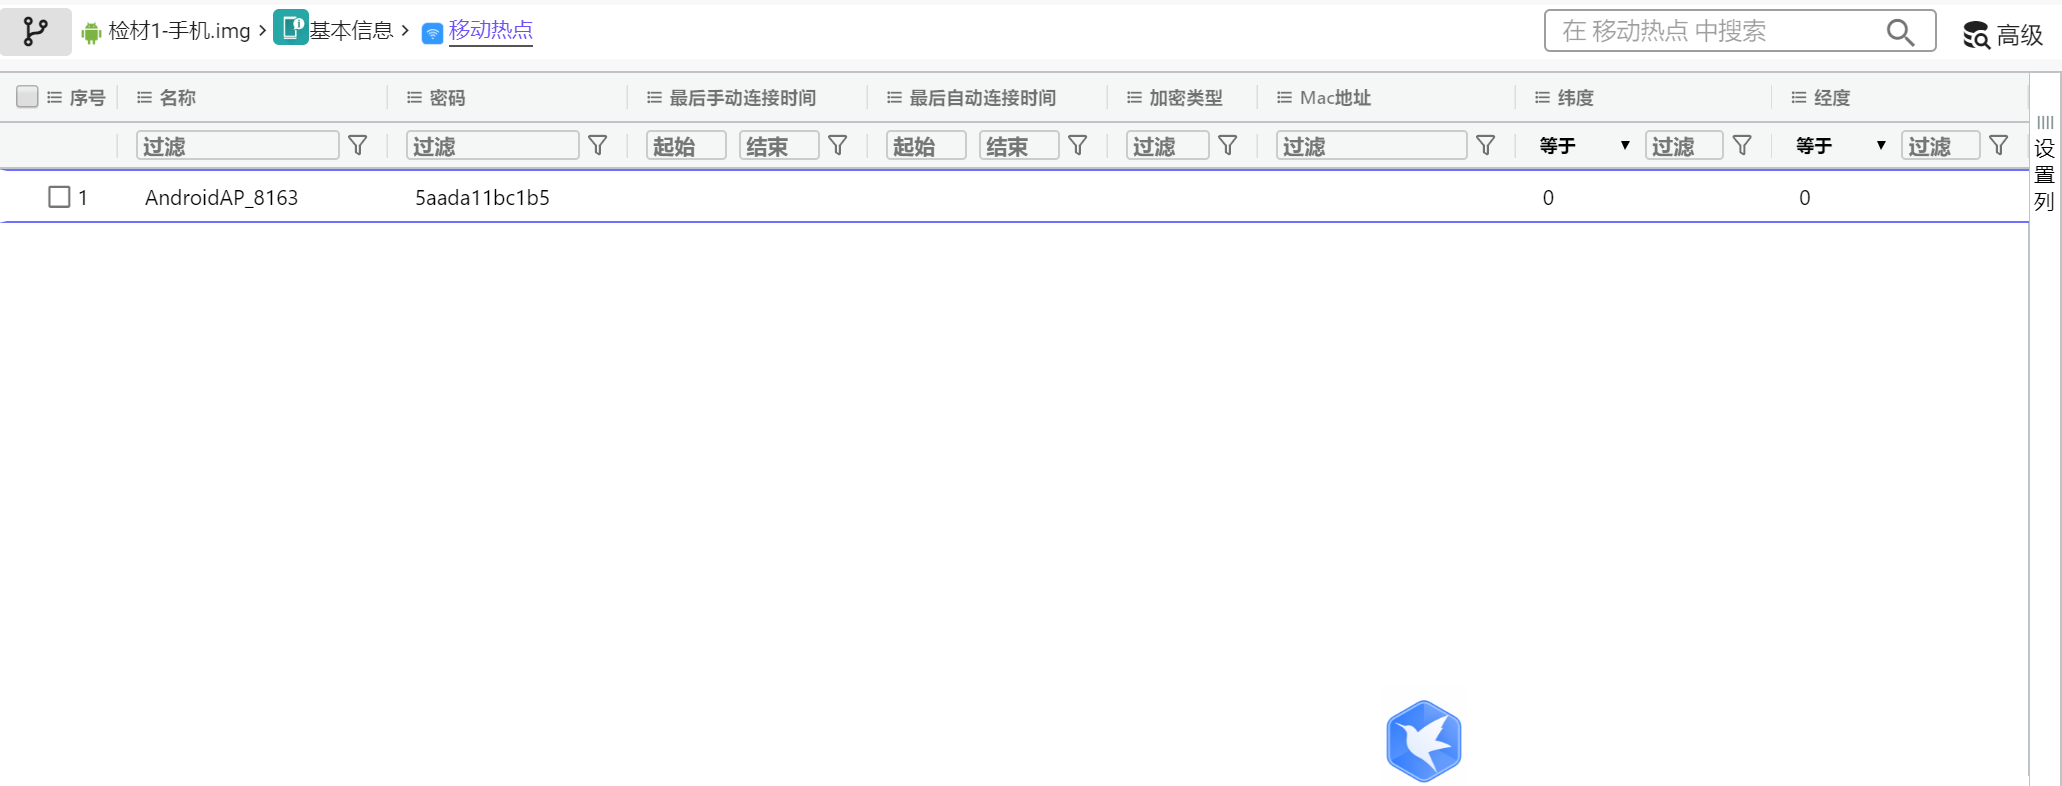 检材1-手机.img › 基本信息 › 移动热点
在 移动热点 中搜索
高级
序号 名称 密码 最后手动连接时间 最后自动连接时间 加密类型 Mac地址 纬度 经度
过滤 过滤 起始 结束 起始 结束 过滤 过滤 等于 过滤 等于 过滤
1 AndroidAP_8163 5aada11bc1b5 0 0
设置列